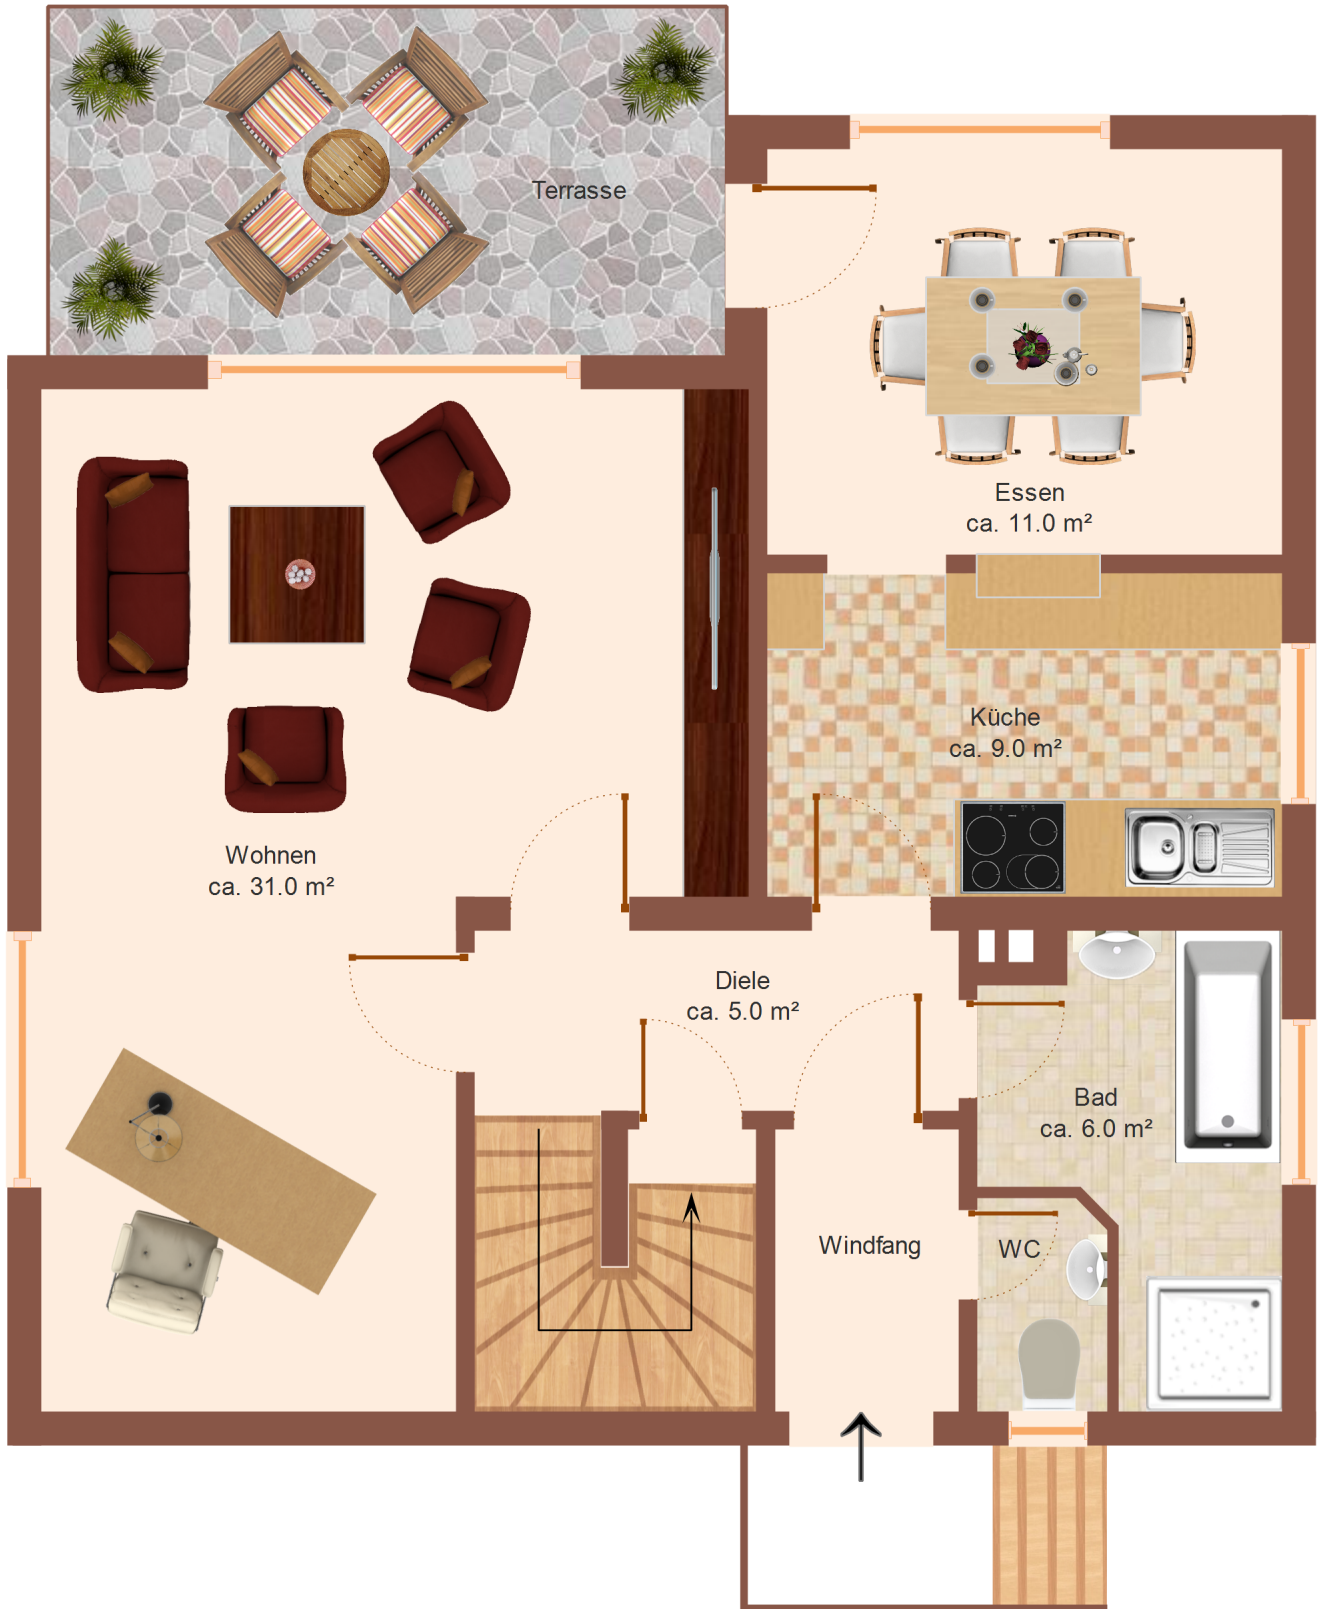 Terrasse
Essen
ca. 11.0 m²
Küche
ca. 9.0 m²
Wohnen
ca. 31.0 m²
Diele
ca. 5.0 m²
Bad
ca. 6.0 m²
Windfang
WC